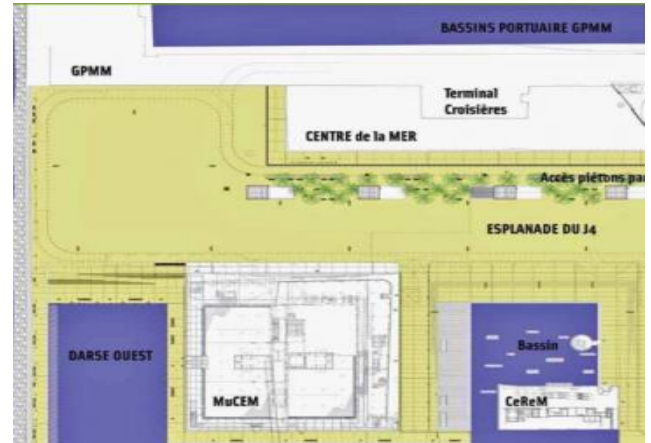 BASSINS PORTUAIRE GPMM
GPMM
Terminal
Croisières
CENTRE de la MER
Accès piétons par
ESPLANADE DU J4
DARSE OUEST
Bassin
MuCEM
CeReM